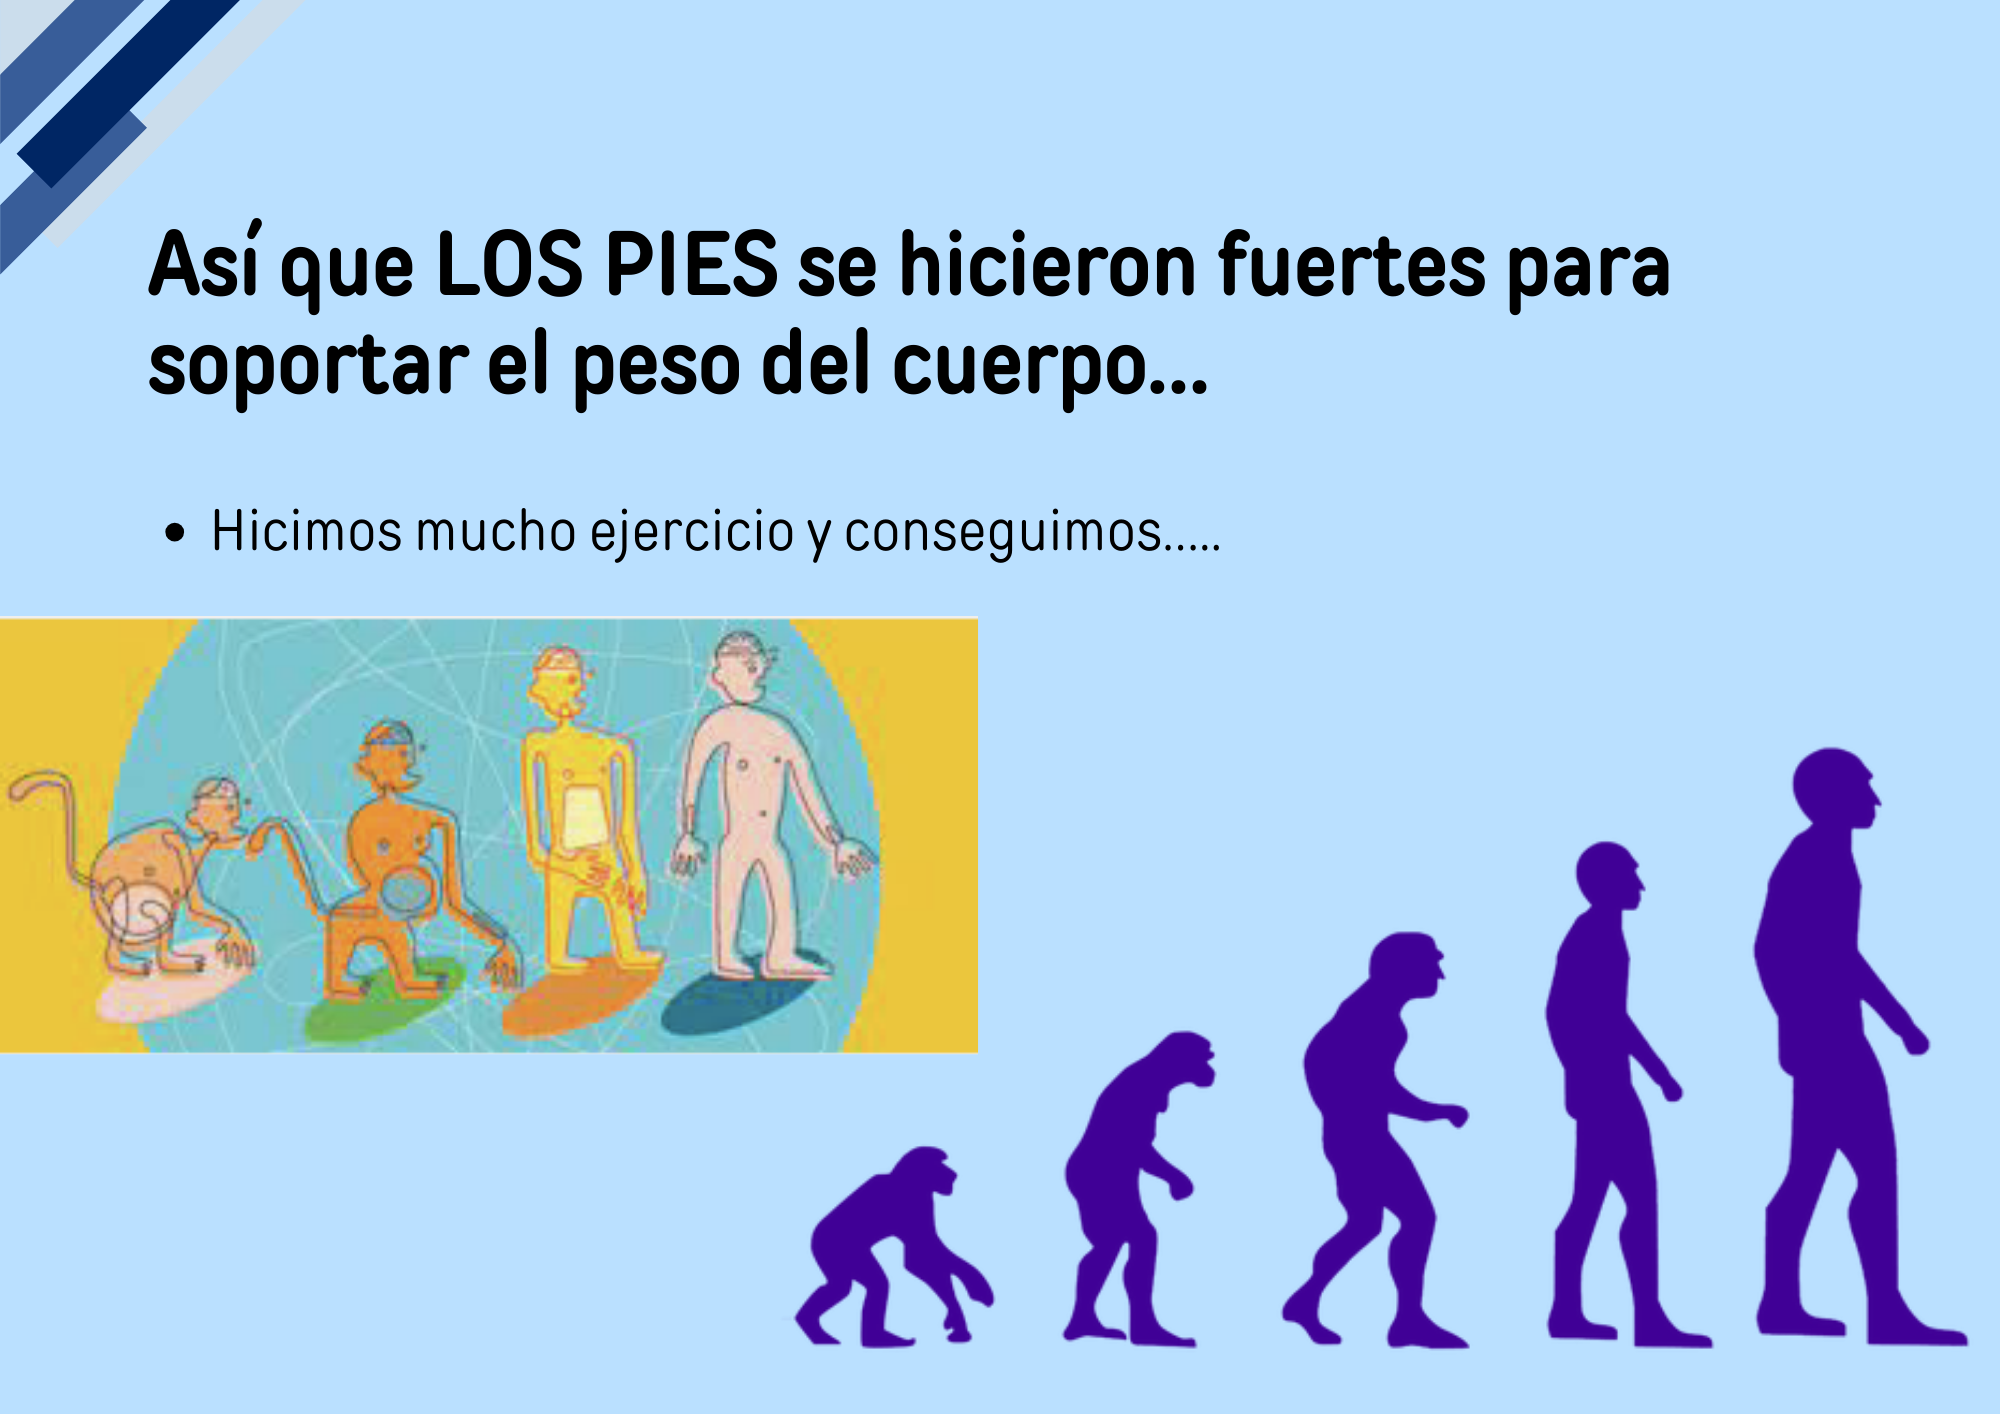 Así que LOS PIES se hicieron fuertes para
soportar el peso del cuerpo...
• Hicimos mucho ejercicio y conseguimos.....